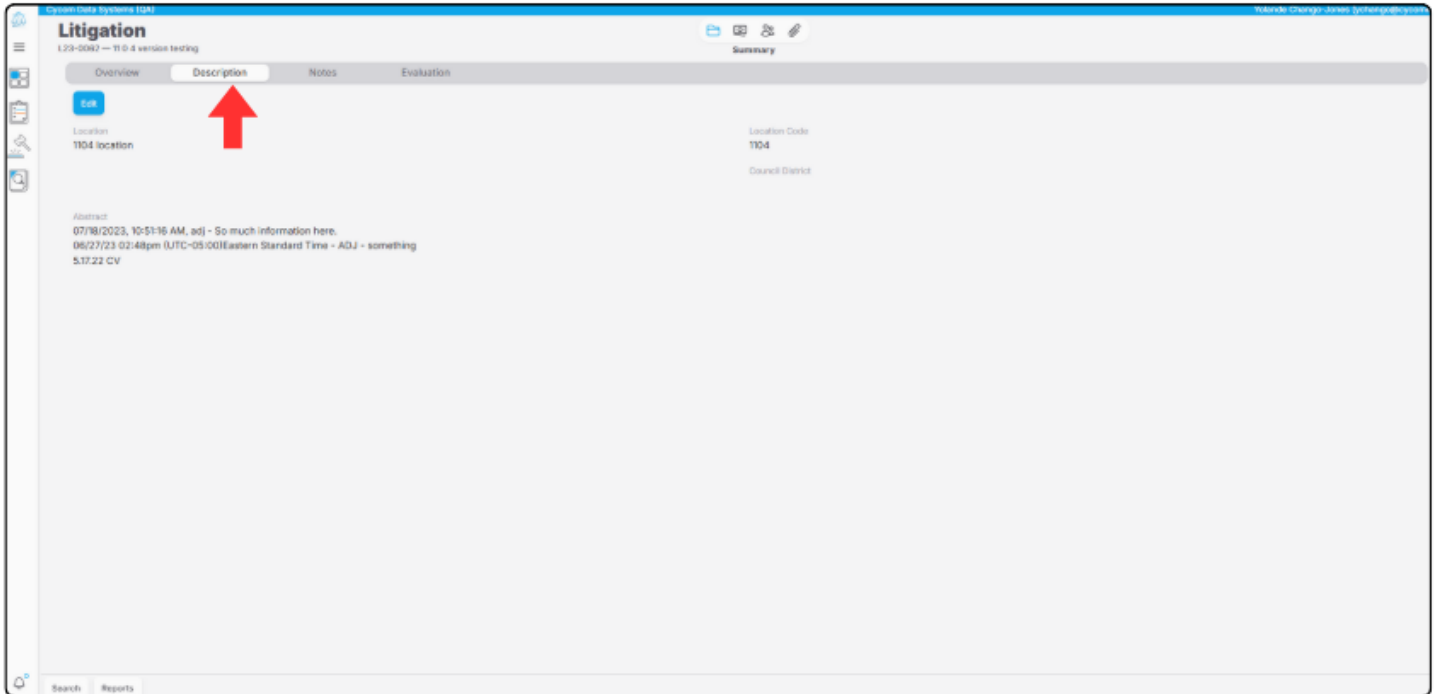 Cycom Data Systems (QA)
Litigation
L23-0062 — 11.0.4 version testing
Summary
Overview Description Notes Evaluation
Edit
Location
1104 location
Location Code
1104
Council District
Abstract
07/18/2023, 10:51:16 AM, adj - So much information here.
06/27/23 02:48pm (UTC-05:00)Eastern Standard Time - ADJ - something
5.17.22 CV
Search Reports